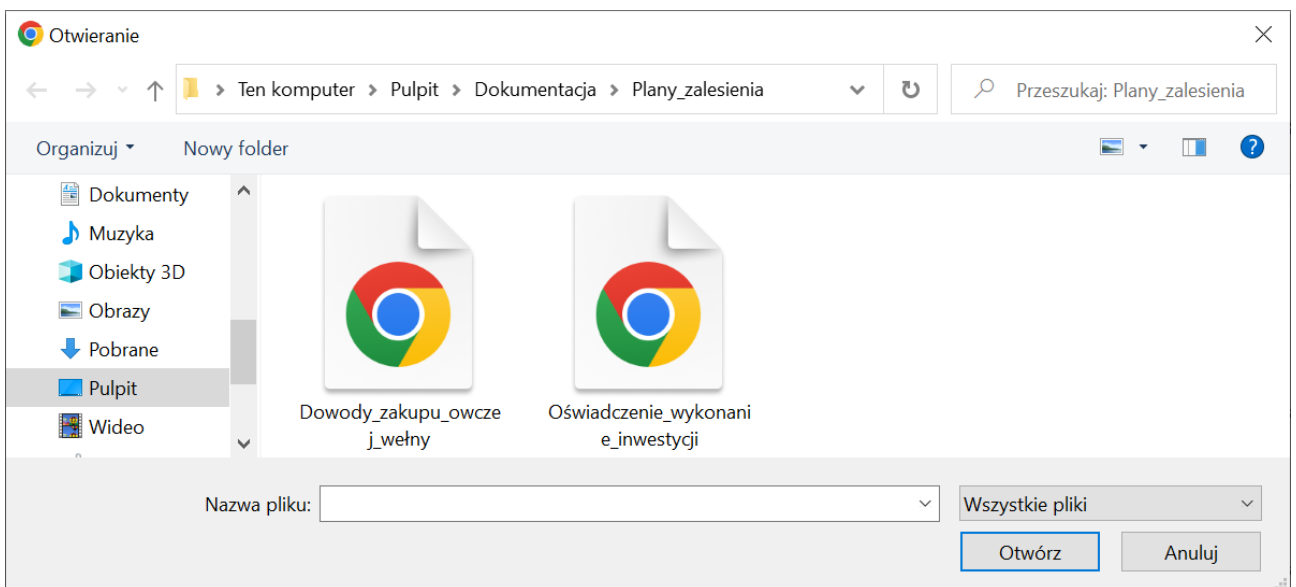 Otwieranie
Ten komputer > Pulpit > Dokumentacja > Plany_zalesienia
Przeszukaj: Plany_zalesienia
Organizuj
Nowy folder
?
Dokumenty
Muzyka
Obiekty 3D
Obrazy
Pobrane
Pulpit
Wideo
Dowody_zakupu_owcze
j_wełny
Oświadczenie_wykonani
e_inwestycji
Nazwa pliku:
Wszystkie pliki
Otwórz
Anuluj